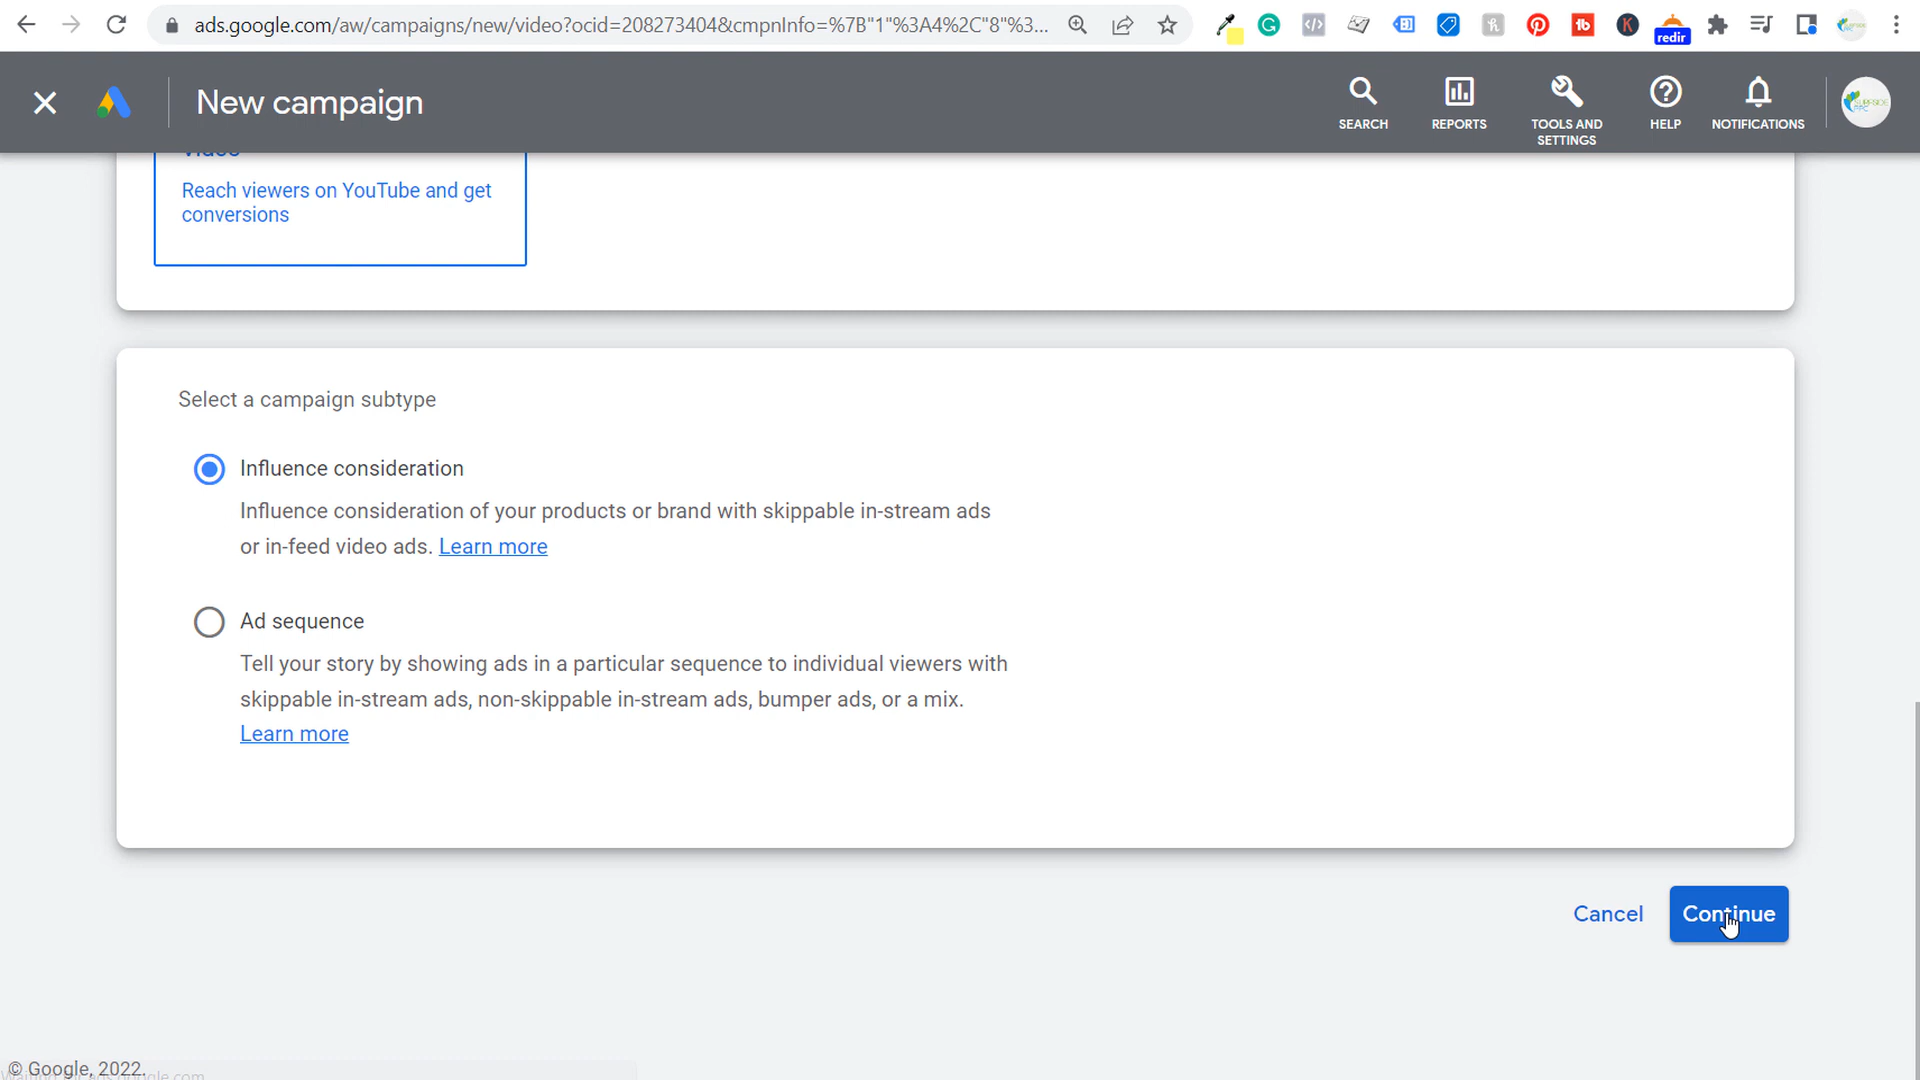 ads.google.com/aw/campaigns/new/video?ocid=208273404&cmpnInfo=%7B"1"%3A4%2C"8"%3...
redir
New campaign
SEARCH
REPORTS
TOOLS AND
SETTINGS
HELP
NOTIFICATIONS
Video
Reach viewers on YouTube and get
conversions
Select a campaign subtype
Influence consideration
Influence consideration of your products or brand with skippable in-stream ads
or in-feed video ads. Learn more
Ad sequence
Tell your story by showing ads in a particular sequence to individual viewers with
skippable in-stream ads, non-skippable in-stream ads, bumper ads, or a mix.
Learn more
Cancel
Continue
© Google, 2022.